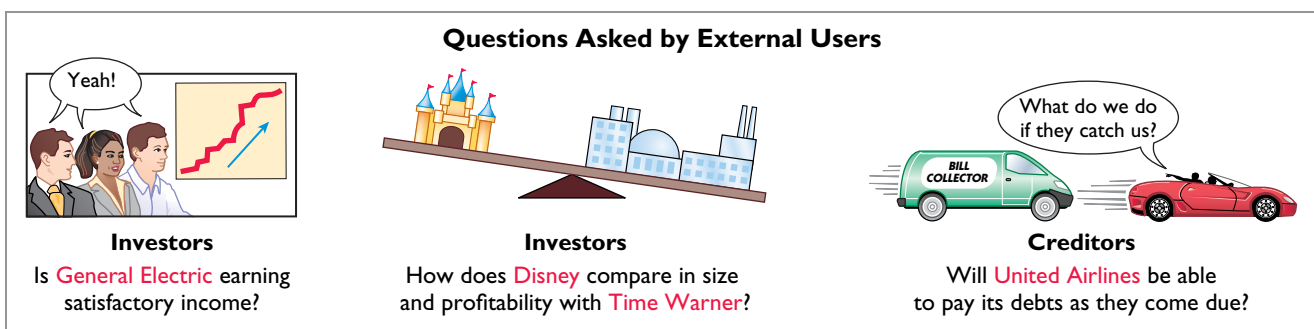 Questions Asked by External Users
Yeah!
Investors
Is General Electric earning
satisfactory income?
Investors
How does Disney compare in size
and profitability with Time Warner?
What do we do
if they catch us?
BILL
COLLECTOR
Creditors
Will United Airlines be able
to pay its debts as they come due?